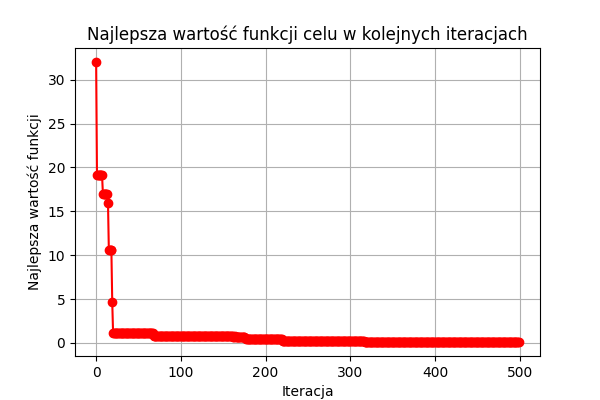 Najlepsza wartość funkcji celu w kolejnych iteracjach
Najlepsza wartość funkcji
30
25
20
15
10
5
0
0 100 200 300 400 500
Iteracja